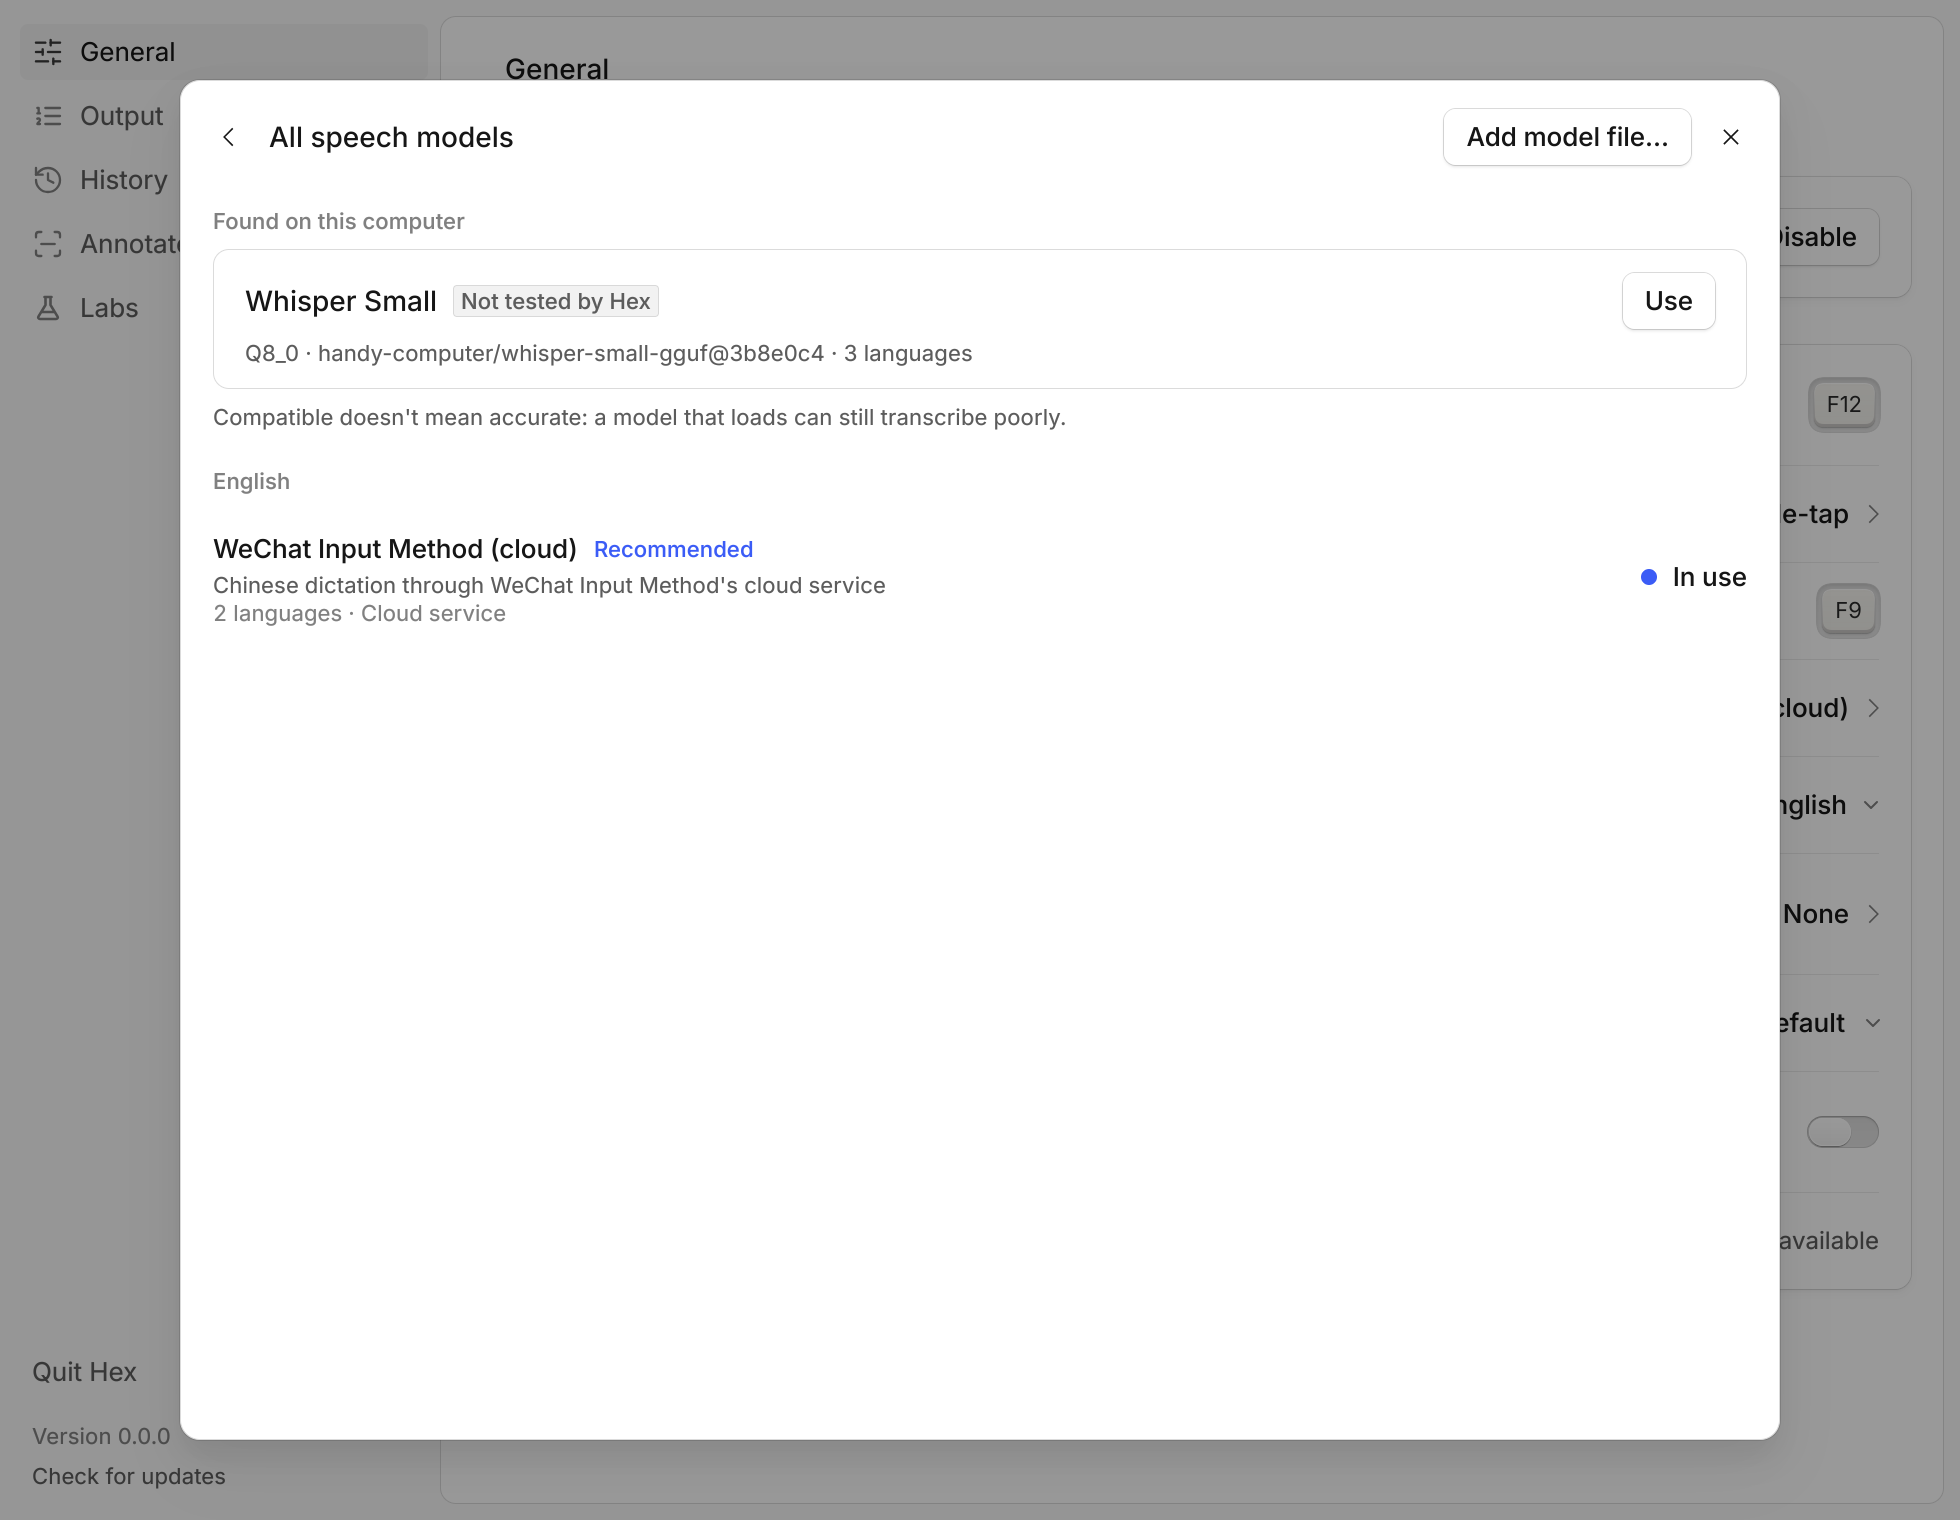 General
Output
History
Annotate
Labs
General
All speech models
Add model file...
Found on this computer
Whisper Small Not tested by Hex
Use
Q8_0 · handy-computer/whisper-small-gguf@3b8e0c4 · 3 languages
Compatible doesn't mean accurate: a model that loads can still transcribe poorly.
English
WeChat Input Method (cloud) Recommended
Chinese dictation through WeChat Input Method's cloud service
2 languages · Cloud service
In use
Disable
F12
e-tap
F9
cloud)
nglish
None
efault
available
Quit Hex
Version 0.0.0
Check for updates